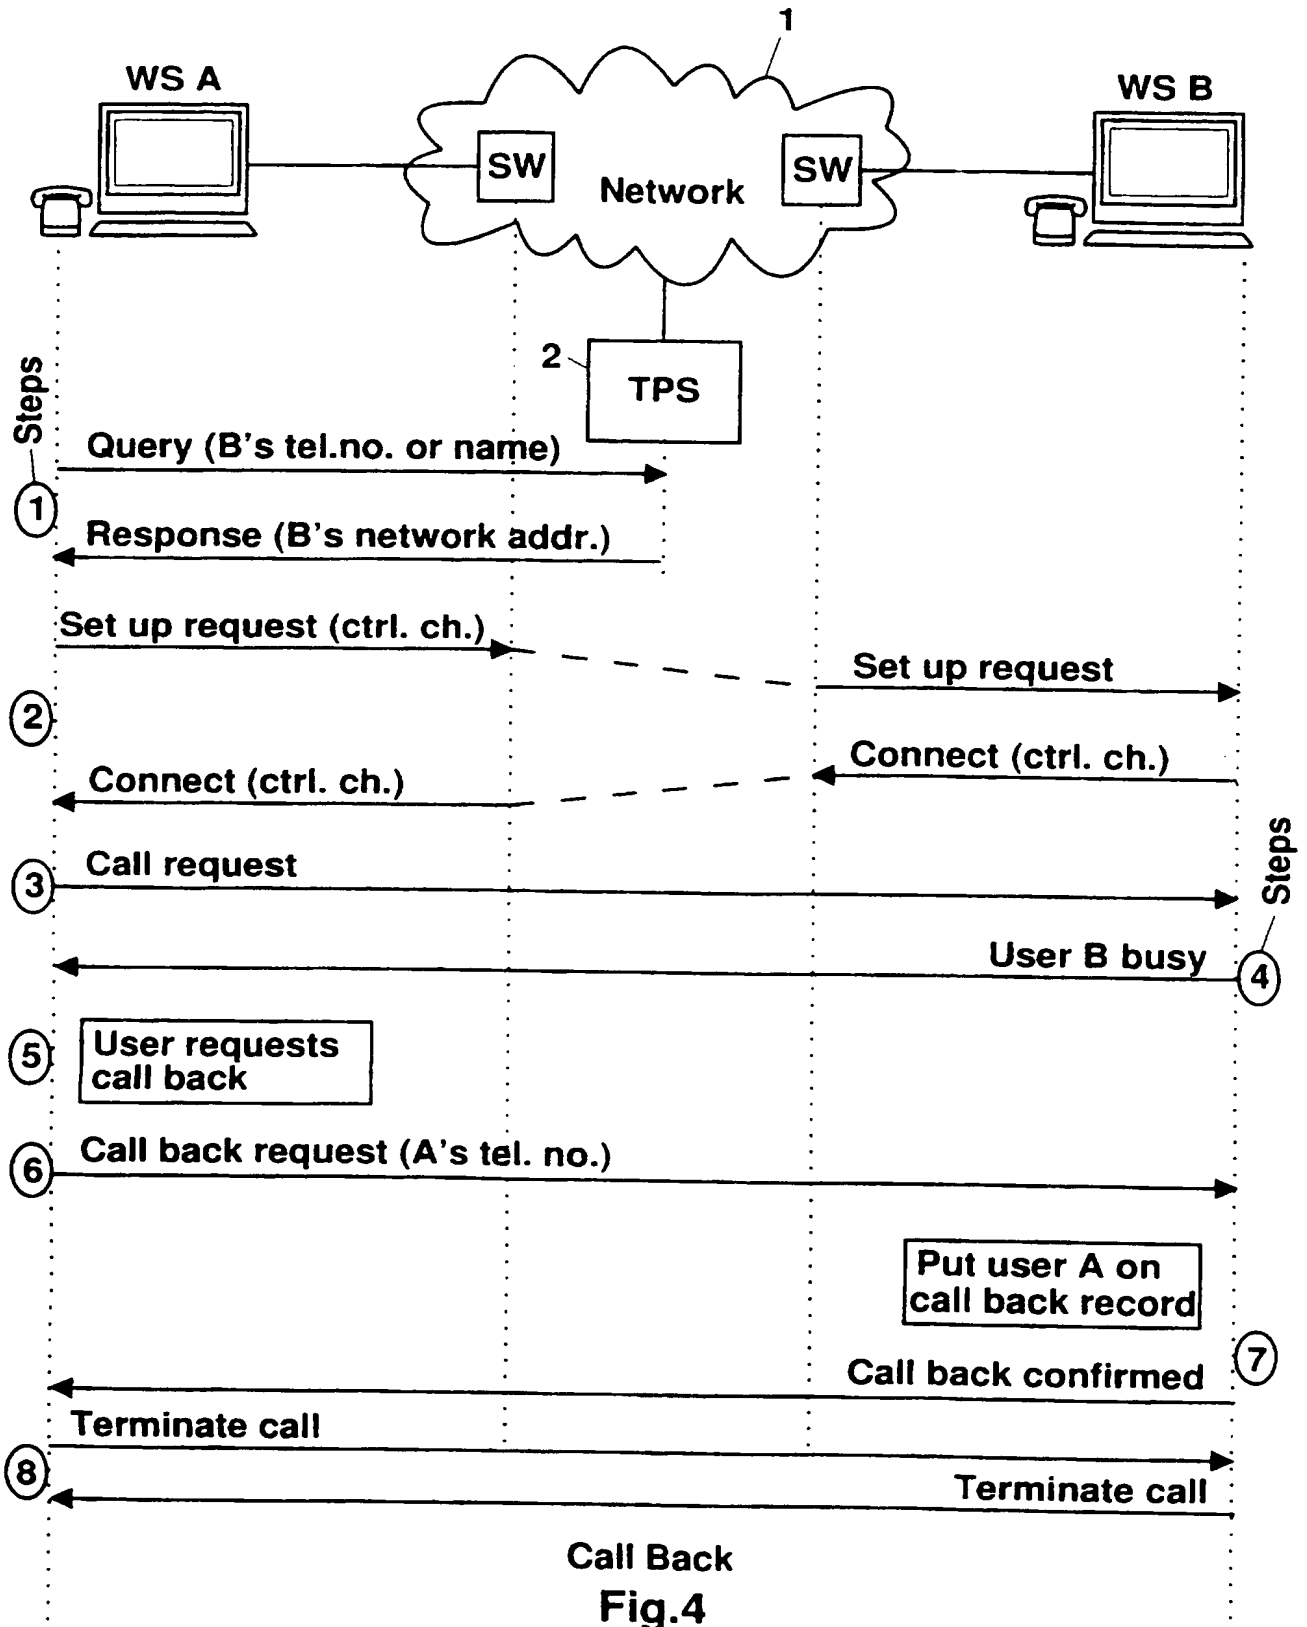 1
WS A
WS B
SW
SW
Network
2
TPS
Steps
Query (B's tel.no. or name)
1
Response (B's network addr.)
Set up request (ctrl. ch.)
Set up request
2
Connect (ctrl. ch.)
Connect (ctrl. ch.)
Steps
Call request
3
User B busy
4
5
User requests
call back
Call back request (A's tel. no.)
6
Put user A on
call back record
7
Call back confirmed
Terminate call
8
Terminate call
Call Back
Fig.4